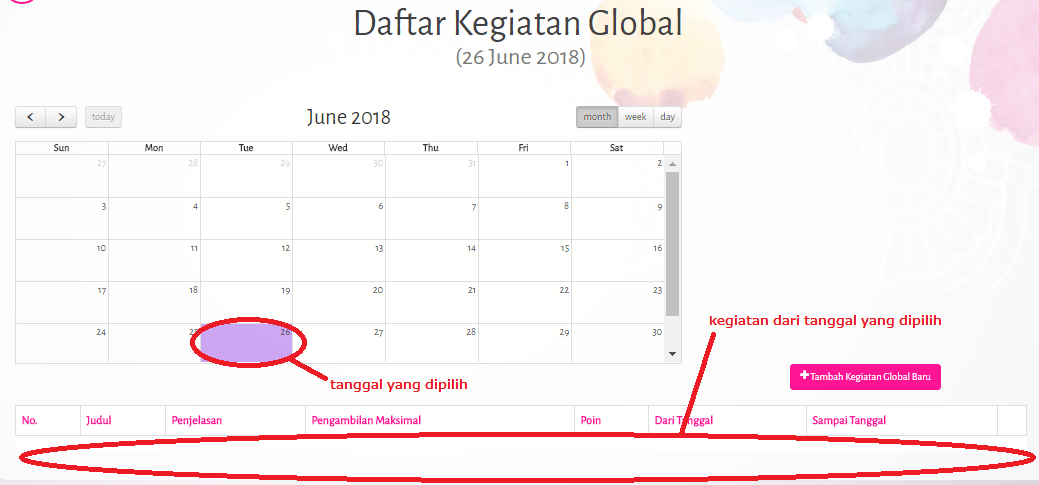 Daftar Kegiatan Global
(26 June 2018)
< > today June 2018 month week day
Sun Mon Tue Wed Thu Fri Sat
27 28 29 30 31 1 2
3 4 5 6 7 8 9
10 11 12 13 14 15 16
17 18 19 20 21 22 23
24 25 26 27 28 29 30
kegiatan dari tanggal yang dipilih
tanggal yang dipilih
+Tambah Kegiatan Global Baru
No. Judul Penjelasan Pengambilan Maksimal Poin Dari Tanggal Sampai Tanggal